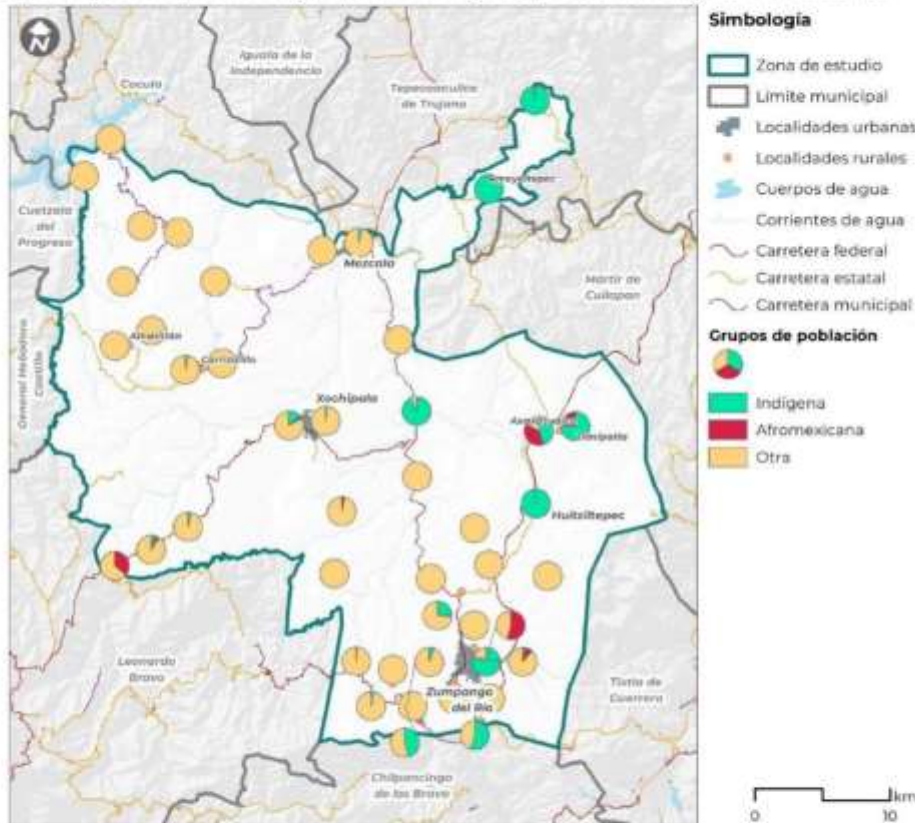 N
Iguala de la
Independencia
Cocula
Tepecoacuilco
de Trujano
Cuetzala
del
Progreso
Mezcala
Mártir de
Cuilapan
General Heliodoro
Castillo
Carrizalillo
Xochipala
Huitziltepec
Leonardo
Bravo
Zumpango
del Río
Tixtla de
Guerrero
Chilpancingo
de los Bravo
Simbología
Zona de estudio
Límite municipal
Localidades urbanas
Localidades rurales
Cuerpos de agua
Corrientes de agua
Carretera federal
Carretera estatal
Carretera municipal
Grupos de población
Indígena
Afromexicana
Otra
km
0 10